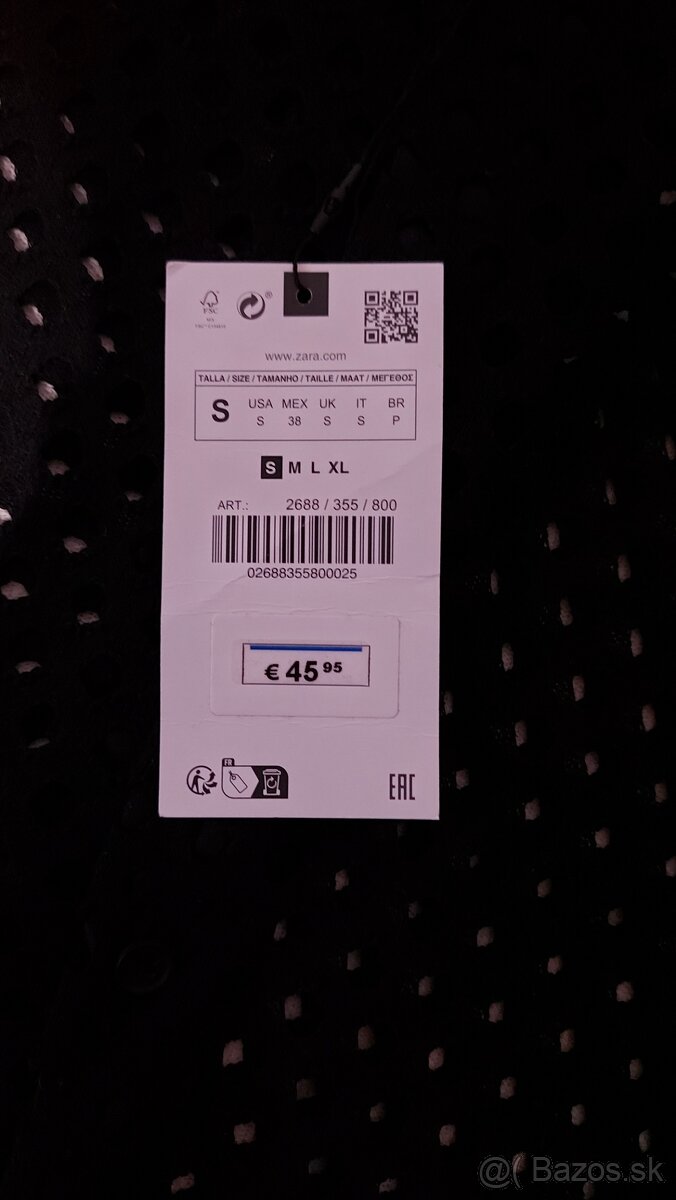 FSC
®
www.zara.com
TALLA / SIZE / TAMANHO / TAILLE / MAAT / ΜΕΓΕΘΟΣ
S USA MEX UK IT BR
S 38 S S P
S M L XL
ART.: 2688 / 355 / 800
02688355800025
€ 45 95
FR
EAC
@( Bazos.sk